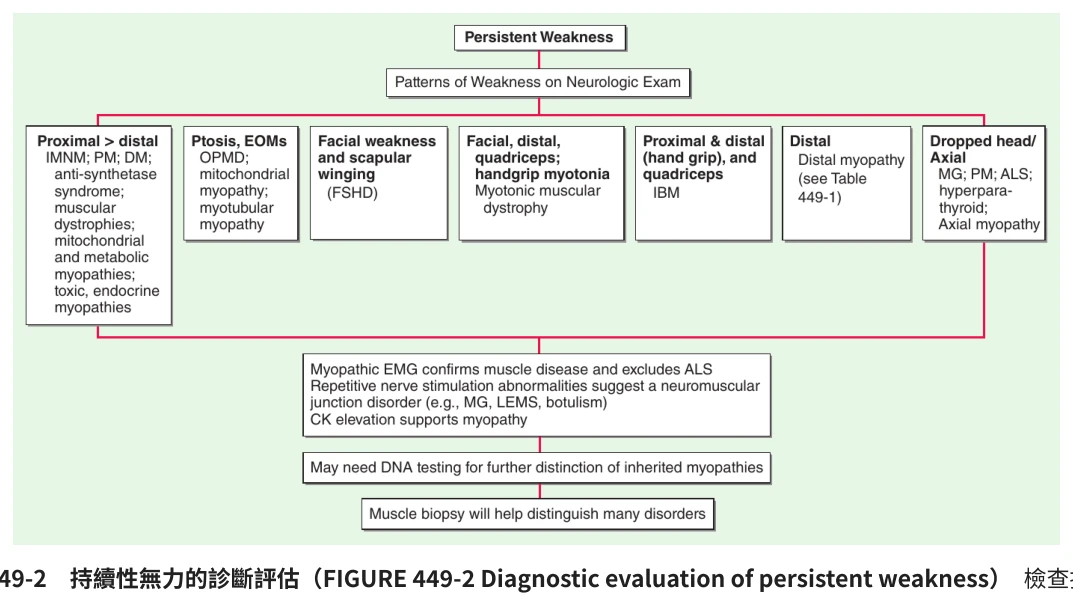 Persistent Weakness
Patterns of Weakness on Neurologic Exam
Proximal > distal
IMNM; PM; DM;
anti-synthetase
syndrome;
muscular
dystrophies;
mitochondrial
and metabolic
myopathies;
toxic, endocrine
myopathies
Ptosis, EOMs
OPMD;
mitochondrial
myopathy;
myotubular
myopathy
Facial weakness
and scapular
winging
(FSHD)
Facial, distal,
quadriceps;
handgrip myotonia
Myotonic muscular
dystrophy
Proximal & distal
(hand grip), and
quadriceps
IBM
Distal
Distal myopathy
(see Table
449-1)
Dropped head/
Axial
MG; PM; ALS;
hyperpara-
thyroid;
Axial myopathy
Myopathic EMG confirms muscle disease and excludes ALS
Repetitive nerve stimulation abnormalities suggest a neuromuscular
junction disorder (e.g., MG, LEMS, botulism)
CK elevation supports myopathy
May need DNA testing for further distinction of inherited myopathies
Muscle biopsy will help distinguish many disorders
49-2 持續性無力的診斷評估（FIGURE 449-2 Diagnostic evaluation of persistent weakness） 檢查